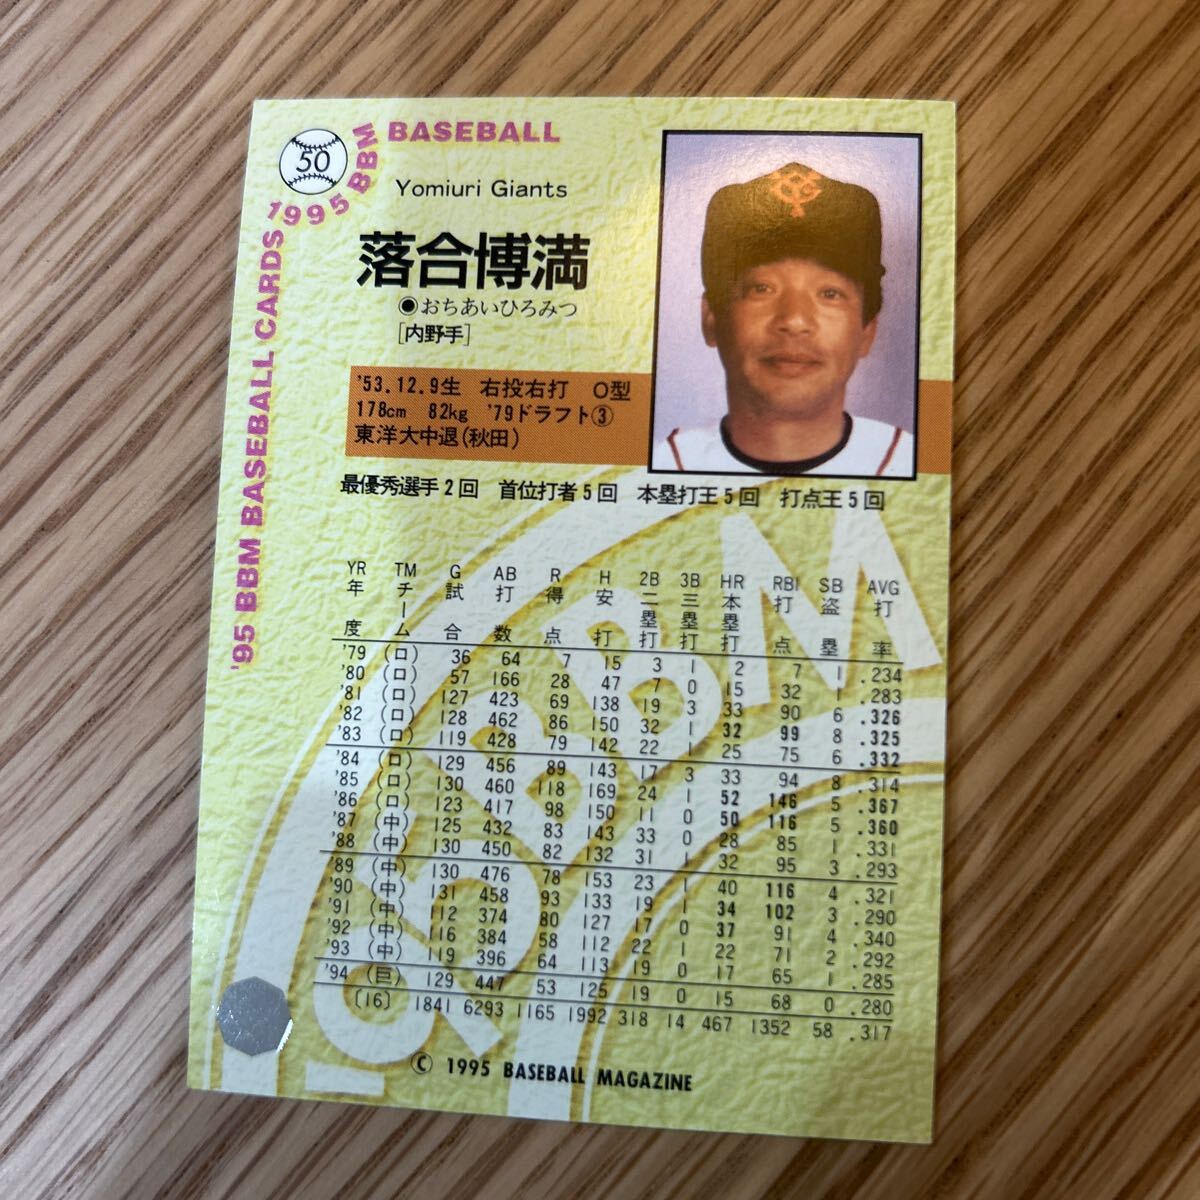 50
'95 BBM BASEBALL CARDS 1995 BBM BASEBALL
YG
Yomiuri Giants
落合博満
●おちあいひろみつ
[内野手]
'53.12.9生 右投右打 O型
178cm 82kg '79ドラフト③
東洋大中退(秋田)
最優秀選手2回 首位打者5回 本塁打王5回 打点王5回
YR TM G AB R H 2B 3B HR RBI SB AVG
年度 チーム 試合 打数 得点 安打 二塁打 三塁打 本塁打 打点 盗塁 打率
'79 (ロ) 36 64 7 15 3 1 2 7 1 .234
'80 (ロ) 57 166 28 47 7 0 15 32 1 .283
'81 (ロ) 127 423 69 138 19 3 33 90 6 .326
'82 (ロ) 128 462 86 150 32 1 32 99 8 .325
'83 (ロ) 119 428 79 142 22 1 25 75 6 .332
'84 (ロ) 129 456 89 143 17 3 33 94 8 .314
'85 (ロ) 130 460 118 169 24 1 52 146 5 .367
'86 (ロ) 123 417 98 150 11 0 50 116 5 .360
'87 (中) 125 432 83 143 33 0 28 85 1 .331
'88 (中) 130 450 82 132 31 1 32 95 3 .293
'89 (中) 130 476 78 153 23 1 40 116 4 .321
'90 (中) 131 458 93 133 19 1 34 102 3 .290
'91 (中) 112 374 80 127 17 0 37 91 4 .340
'92 (中) 116 384 58 112 22 1 22 71 2 .292
'93 (中) 119 396 64 113 19 0 17 65 1 .285
'94 (巨) 129 447 53 125 19 0 15 68 0 .280
[16] 1841 6293 1165 1992 318 14 467 1352 58 .317
'95 BBM
© 1995 BASEBALL MAGAZINE